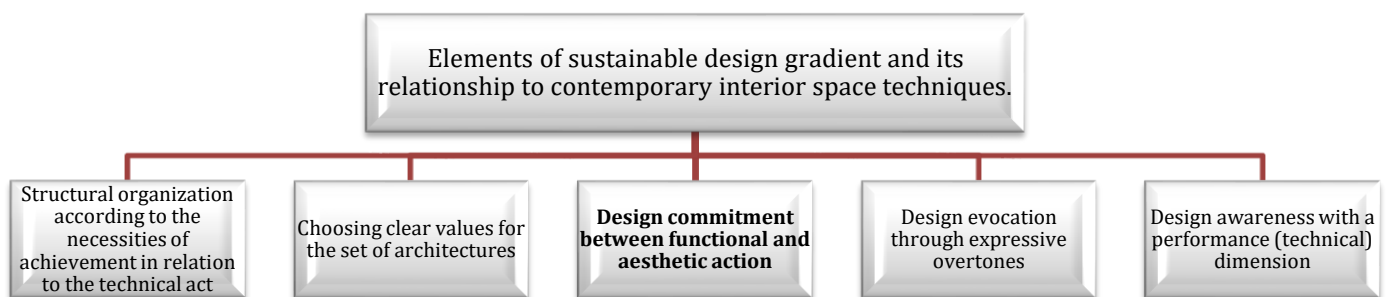 Elements of sustainable design gradient and its
relationship to contemporary interior space techniques.
Structural organization
according to the
necessities of
achievement in relation
to the technical act
Choosing clear values for
the set of architectures
Design commitment
between functional and
aesthetic action
Design evocation
through expressive
overtones
Design awareness with a
performance (technical)
dimension